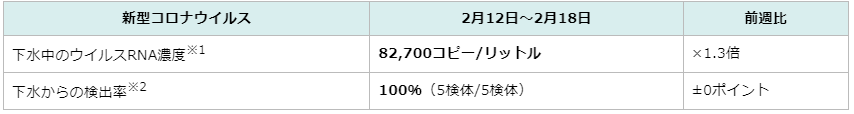 新型コロナウイルス 2月12日～2月18日 前週比
下水中のウイルスRNA濃度※1 82,700コピー/リットル ×1.3倍
下水からの検出率※2 100%（5検体/5検体） ±0ポイント